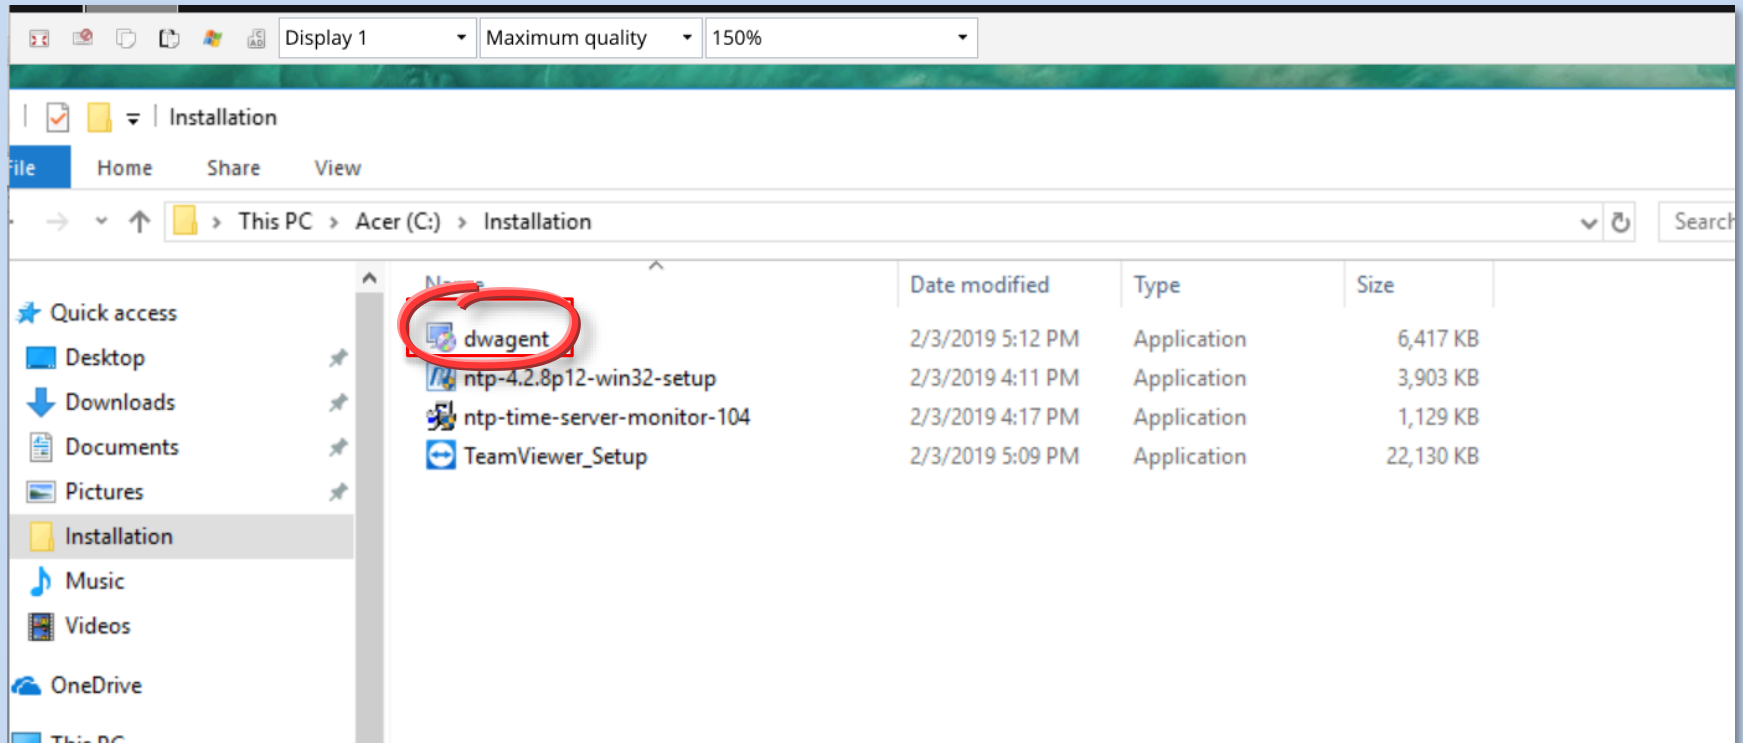 Display 1 Maximum quality 150%
Installation
File Home Share View
This PC Acer (C:) Installation Search
Name Date modified Type Size
Quick access
Desktop
Downloads
Documents
Pictures
Installation
Music
Videos
OneDrive
This PC
dwagent 2/3/2019 5:12 PM Application 6,417 KB
ntp-4.2.8p12-win32-setup 2/3/2019 4:11 PM Application 3,903 KB
ntp-time-server-monitor-104 2/3/2019 4:17 PM Application 1,129 KB
TeamViewer_Setup 2/3/2019 5:09 PM Application 22,130 KB